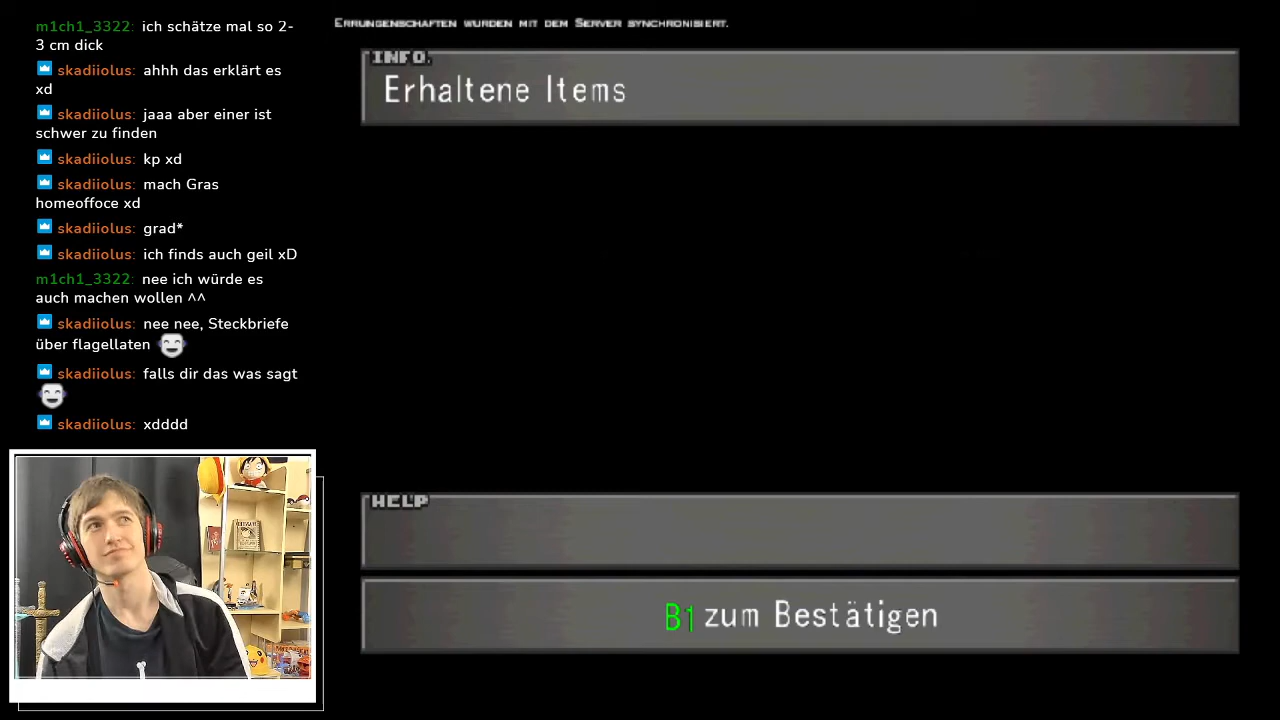 m1ch1_3322: ich schätze mal so 2-
3 cm dick
skadiiolus: ahhh das erklärt es
xd
skadiiolus: jaaa aber einer ist
schwer zu finden
skadiiolus: kp xd
skadiiolus: mach Gras
homeoffoce xd
skadiiolus: grad*
skadiiolus: ich finds auch geil xD
m1ch1_3322: nee ich würde es
auch machen wollen ^^
skadiiolus: nee nee, Steckbriefe
über flagellaten
skadiiolus: falls dir das was sagt
skadiiolus: xdddd
Errungenschaften wurden mit dem Server synchronisiert.
INFO.
Erhaltene Items
HELP
B1 zum Bestätigen